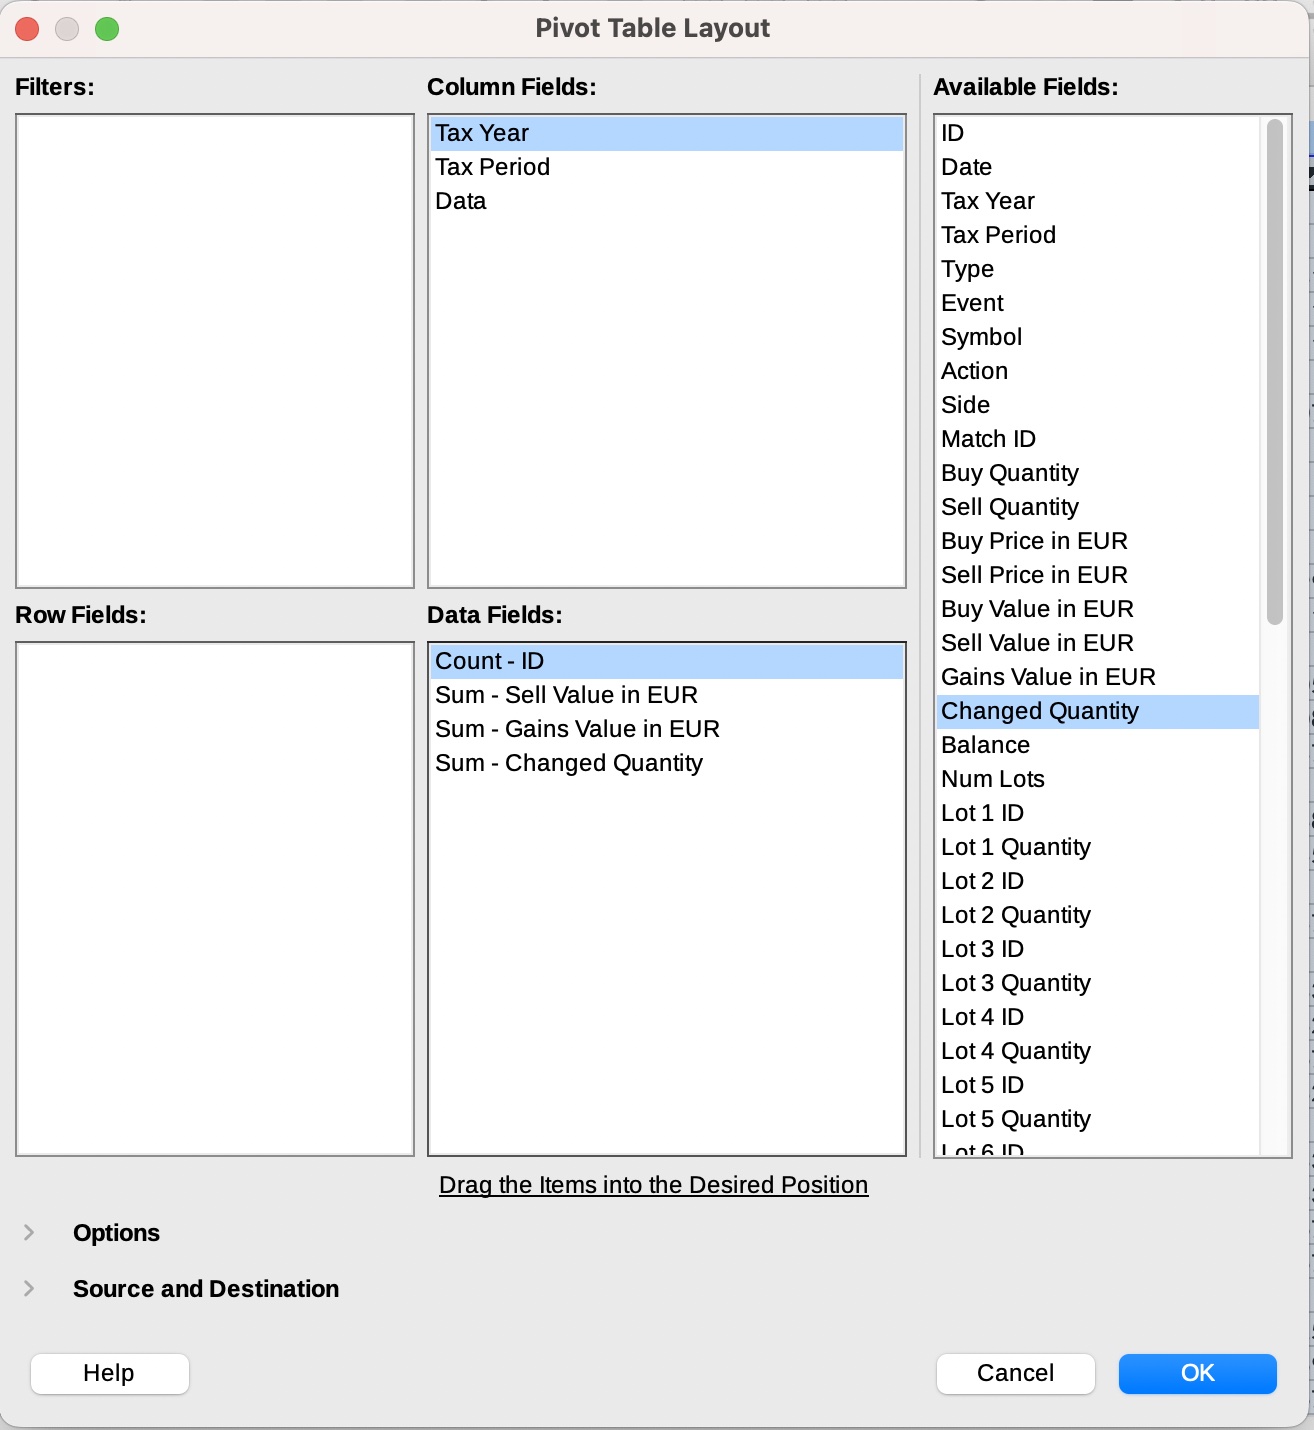 Pivot Table Layout
Filters:
Column Fields:
Tax Year
Tax Period
Data
Row Fields:
Data Fields:
Count - ID
Sum - Sell Value in EUR
Sum - Gains Value in EUR
Sum - Changed Quantity
Available Fields:
ID
Date
Tax Year
Tax Period
Type
Event
Symbol
Action
Side
Match ID
Buy Quantity
Sell Quantity
Buy Price in EUR
Sell Price in EUR
Buy Value in EUR
Sell Value in EUR
Gains Value in EUR
Changed Quantity
Balance
Num Lots
Lot 1 ID
Lot 1 Quantity
Lot 2 ID
Lot 2 Quantity
Lot 3 ID
Lot 3 Quantity
Lot 4 ID
Lot 4 Quantity
Lot 5 ID
Lot 5 Quantity
Lot 6 ID
Drag the Items into the Desired Position
Options
Source and Destination
Help
Cancel
OK